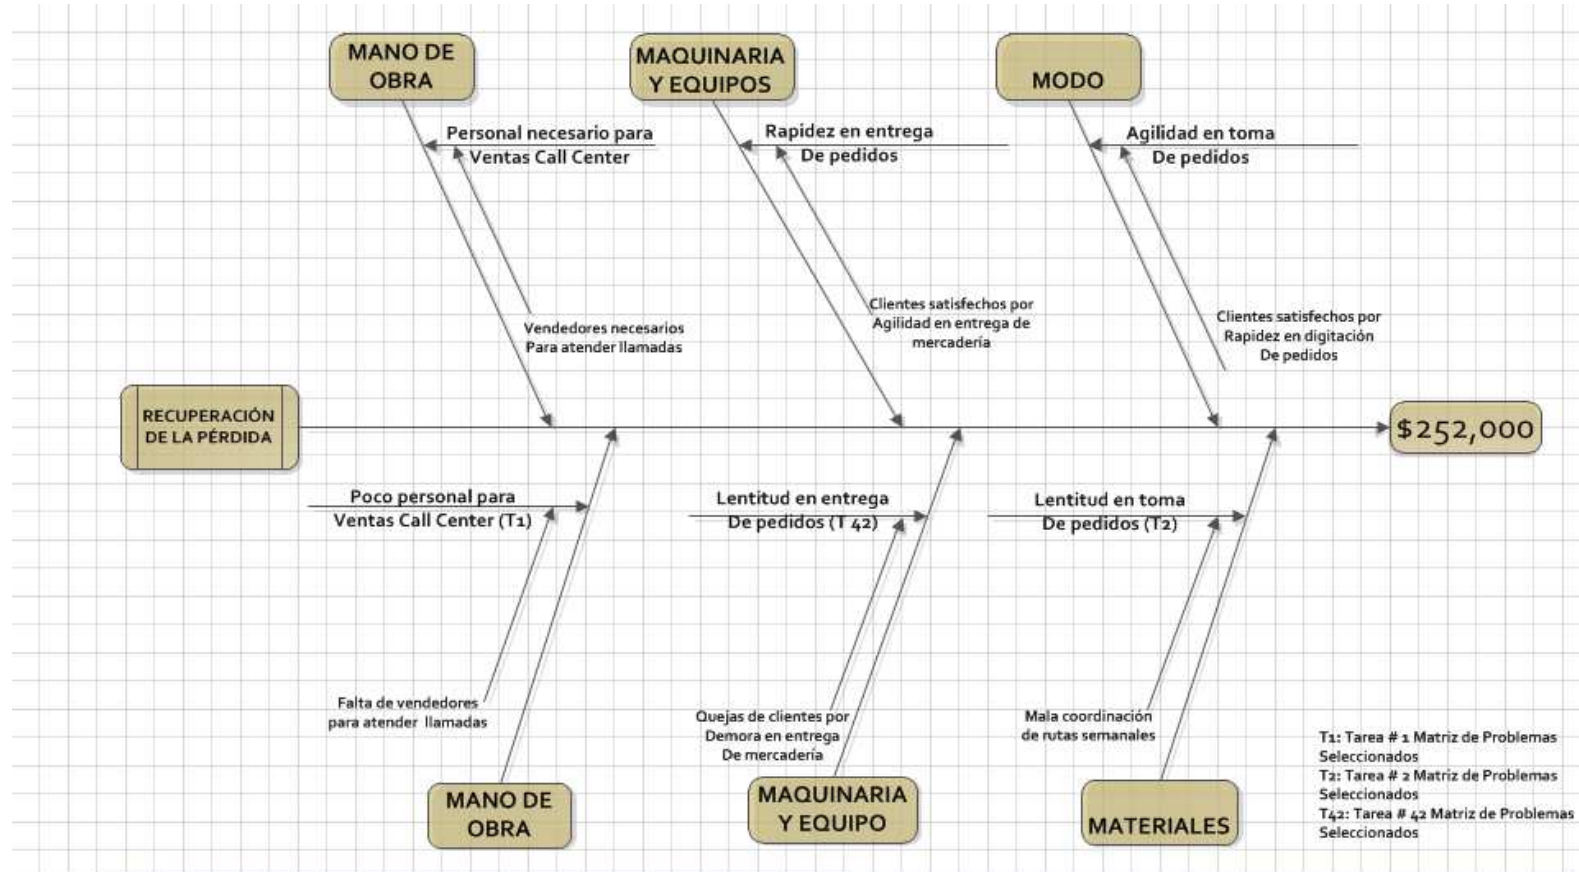 MANO DE
OBRA
MAQUINARIA
Y EQUIPOS
MODO
Personal necesario para
Ventas Call Center
Rapidez en entrega
De pedidos
Agilidad en toma
De pedidos
Vendedores necesarios
Para atender llamadas
Clientes satisfechos por
Agilidad en entrega de
mercadería
Clientes satisfechos por
Rapidez en digitación
De pedidos
RECUPERACIÓN
DE LA PÉRDIDA
$252,000
Poco personal para
Ventas Call Center (T1)
Lentitud en entrega
De pedidos (T 42)
Lentitud en toma
De pedidos (T2)
Falta de vendedores
para atender llamadas
Quejas de clientes por
Demora en entrega
De mercadería
Mala coordinación
de rutas semanales
MANO DE
OBRA
MAQUINARIA
Y EQUIPO
MATERIALES
T1: Tarea # 1 Matriz de Problemas
Seleccionados
T2: Tarea # 2 Matriz de Problemas
Seleccionados
T42: Tarea # 42 Matriz de Problemas
Seleccionados